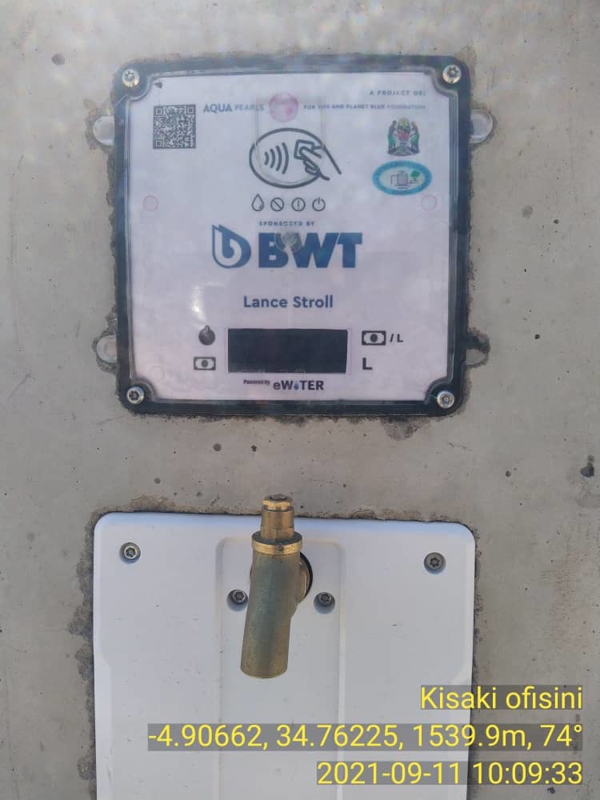 A PROJECT OF:
AQUA PEARLS
FOR YOU AND PLANET BLUE FOUNDATION
SPONSORED BY
BWT
Lance Stroll
/L
L
Powered by eWATER
Kisaki ofisini
-4.90662, 34.76225, 1539.9m, 74°
2021-09-11 10:09:33